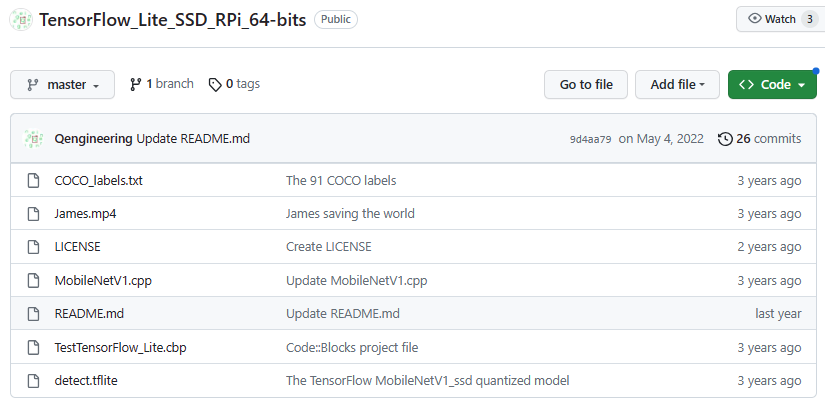 TensorFlow_Lite_SSD_RPi_64-bits Public Watch 3
master 1 branch 0 tags Go to file Add file Code
Qengineering Update README.md 9d4aa79 on May 4, 2022 26 commits
COCO_labels.txt The 91 COCO labels 3 years ago
James.mp4 James saving the world 3 years ago
LICENSE Create LICENSE 2 years ago
MobileNetV1.cpp Update MobileNetV1.cpp 3 years ago
README.md Update README.md last year
TestTensorFlow_Lite.cbp Code::Blocks project file 3 years ago
detect.tflite The TensorFlow MobileNetV1_ssd quantized model 3 years ago